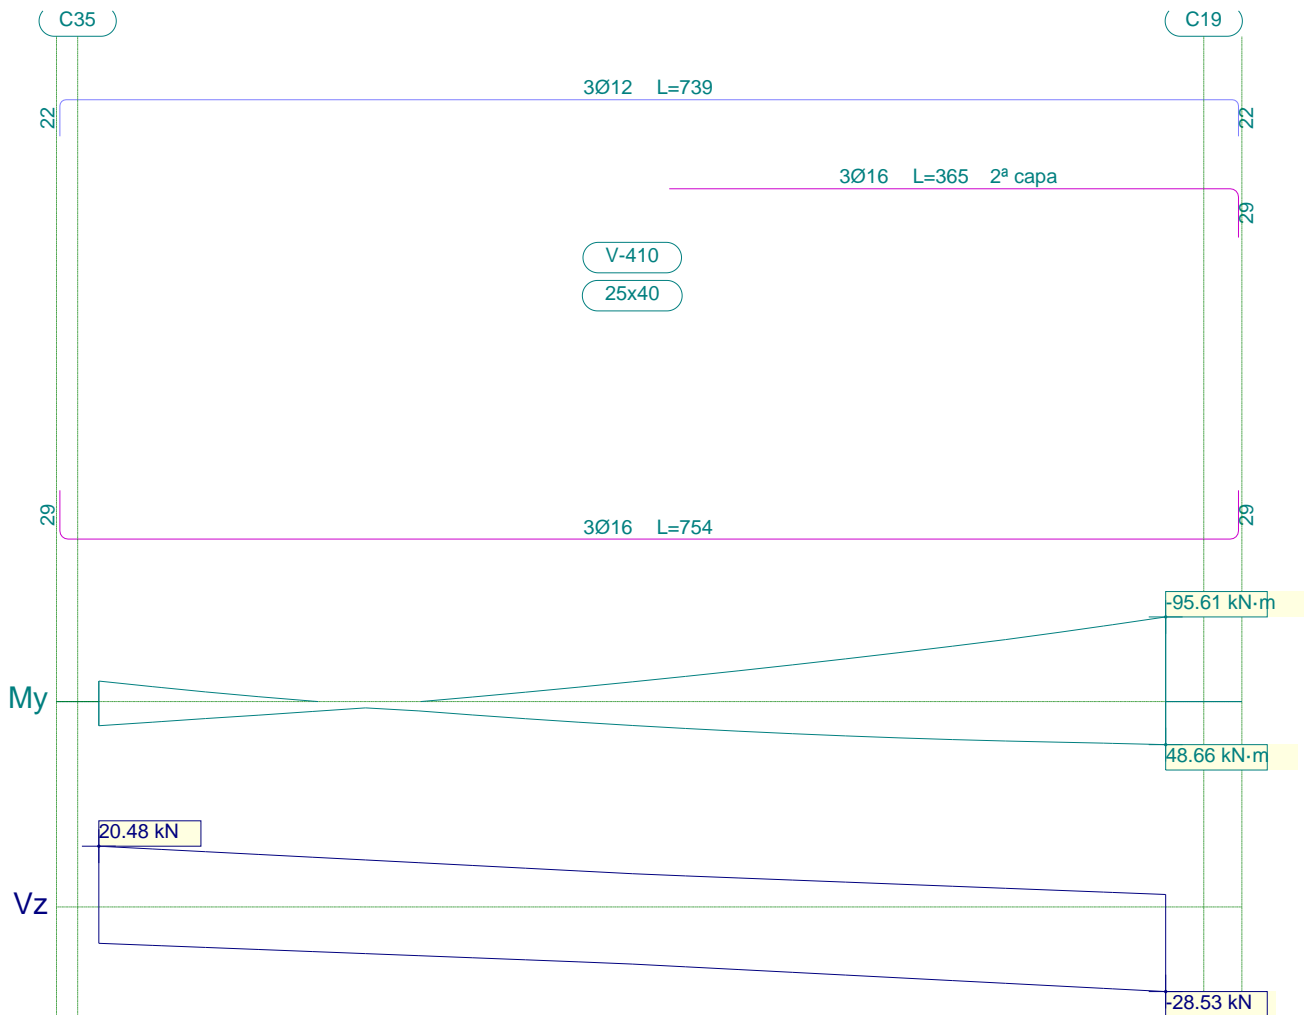 C35
C19
3Ø12 L=739
22
22
3Ø16 L=365 2ª capa
29
V-410
25x40
29
29
3Ø16 L=754
-95.61 kN·m
My
48.66 kN·m
20.48 kN
Vz
-28.53 kN